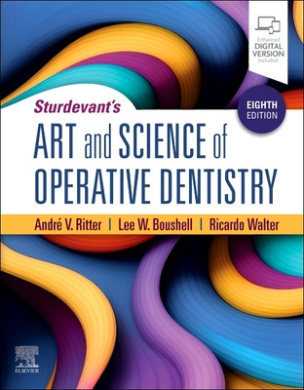 Enhanced
DIGITAL
VERSION
Included
Sturdevant's
EIGHTH
EDITION
ART and SCIENCE of
OPERATIVE DENTISTRY
André V. Ritter | Lee W. Boushell | Ricardo Walter
ELSEVIER